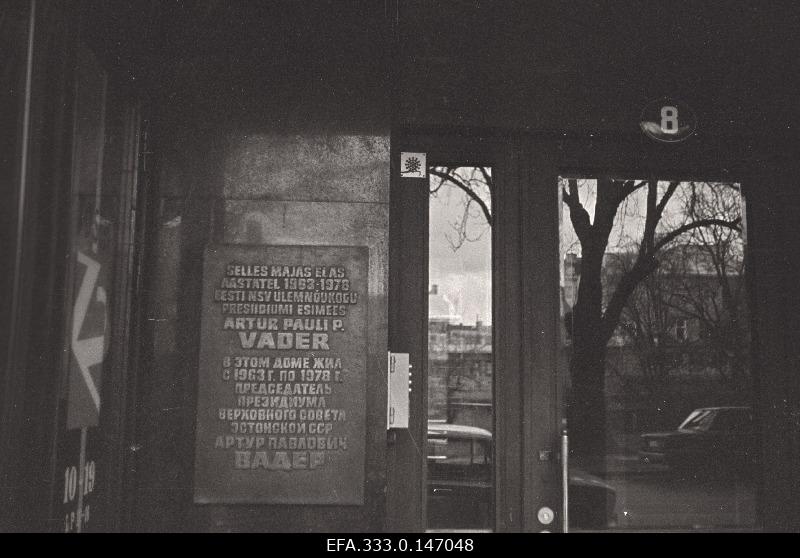 8
SELLES MAJAS ELAS
AASTATEL 1963-1978
EESTI NSV ÜLEMNÕUKOGU
PRESIIDIUMI ESIMEES
ARTUR PAULI P.
VADER
В ЭТОМ ДОМЕ ЖИЛ
С 1963 Г. ПО 1978 Г.
ПРЕДСЕДАТЕЛЬ
ПРЕЗИДИУМА
ВЕРХОВНОГО СОВЕТА
ЭСТОНСКОЙ ССР
АРТУР ПАВЛОВИЧ
ВАДЕР
10-19
EFA.333.0.147048